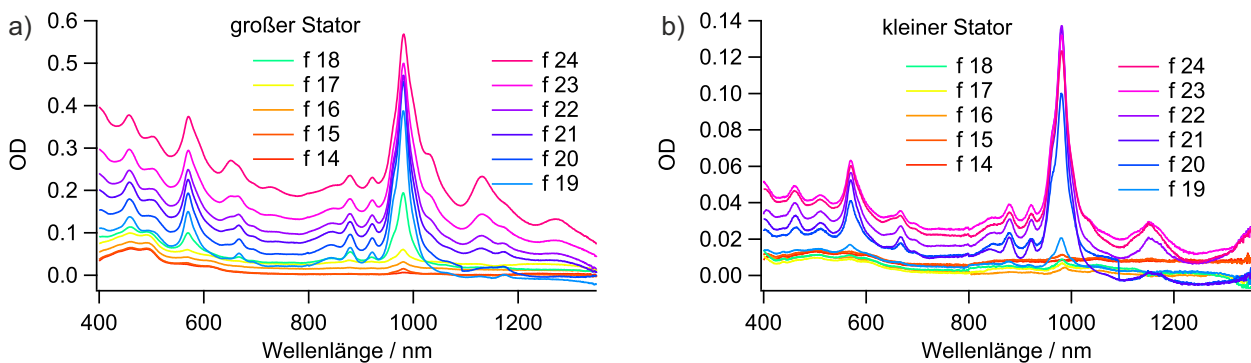 a)
großer Stator
OD
0.6
0.5
0.4
0.3
0.2
0.1
0.0
f 18
f 17
f 16
f 15
f 14
f 24
f 23
f 22
f 21
f 20
f 19
400
600
800
1000
1200
Wellenlänge / nm
b)
kleiner Stator
OD
0.14
0.12
0.10
0.08
0.06
0.04
0.02
0.00
f 18
f 17
f 16
f 15
f 14
f 24
f 23
f 22
f 21
f 20
f 19
400
600
800
1000
1200
Wellenlänge / nm